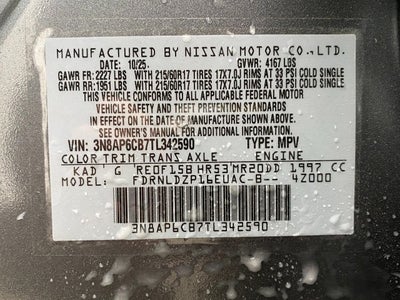 MANUFACTURED BY NISSAN MOTOR CO.,LTD.
DATE: 10/25 GVWR: 4167 LBS
GAWR FR: 2227 LBS WITH 215/60R17 TIRES 17X7.0J RIMS AT 33 PSI COLD SINGLE
GAWR RR: 1951 LBS WITH 215/60R17 TIRES 17X7.0J RIMS AT 33 PSI COLD SINGLE
THIS VEHICLE CONFORMS TO ALL APPLICABLE FEDERAL MOTOR
VEHICLE SAFETY AND THEFT PREVENTION STANDARDS
IN EFFECT ON THE DATE OF MANUFACTURE SHOWN ABOVE.
SEE OWNER'S MANUAL FOR ADDITIONAL INFORMATION
VIN: 3N8AP6CB7TL342590 TYPE: MPV
COLOR TRIM TRANS AXLE ENGINE
KAD G RE0F15B HR53 MR20DD 1997 CC
MODEL FDRNLDZP16EUAC-B-- 4Z000
3N8AP6CB7TL342590